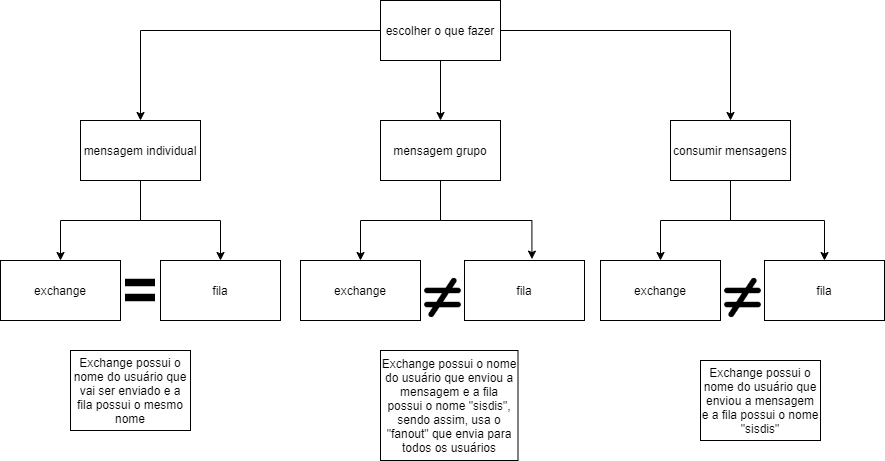 escolher o que fazer
mensagem individual
mensagem grupo
consumir mensagens
exchange
=
fila
exchange
≠
fila
exchange
≠
fila
Exchange possui o
nome do usuário que
vai ser enviado e a
fila possui o mesmo
nome
Exchange possui o nome
do usuário que enviou a
mensagem e a fila
possui o nome "sisdis",
sendo assim, usa o
"fanout" que envia para
todos os usuários
Exchange possui o
nome do usuário que
enviou a mensagem
e a fila possui o nome
"sisdis"